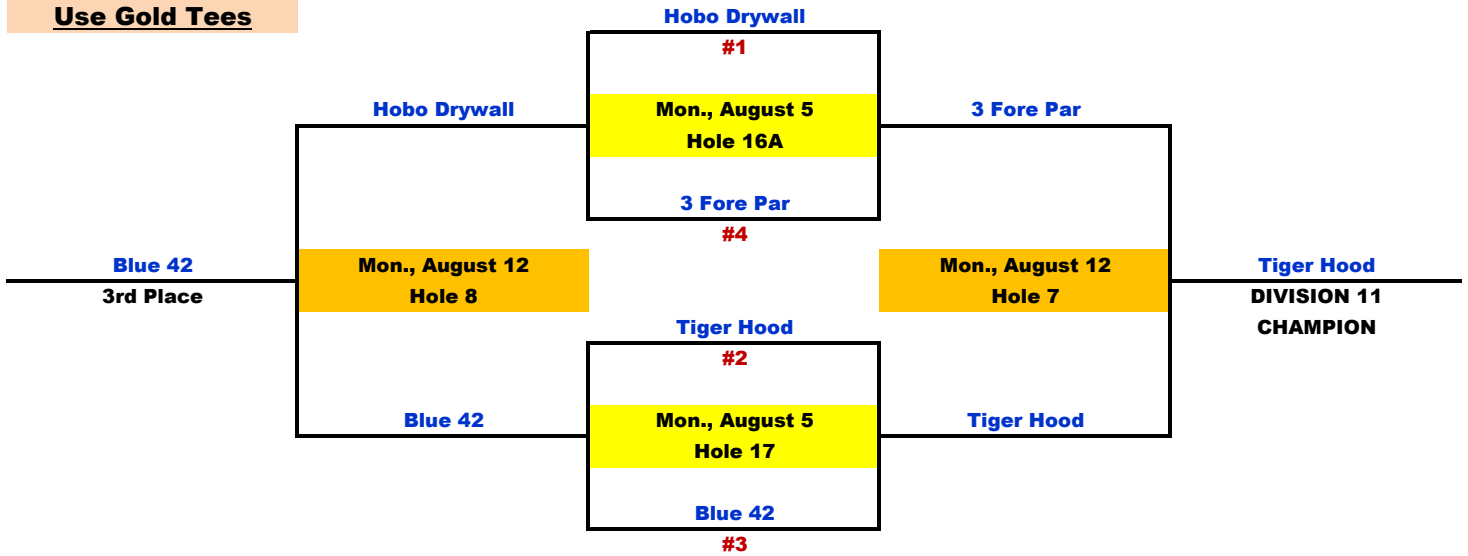 Use Gold Tees
Hobo Drywall
#1
Hobo Drywall
Mon., August 5
Hole 16A
3 Fore Par
3 Fore Par
#4
Blue 42
3rd Place
Mon., August 12
Hole 8
Mon., August 12
Hole 7
Tiger Hood
DIVISION 11
CHAMPION
Tiger Hood
#2
Blue 42
Mon., August 5
Hole 17
Tiger Hood
Blue 42
#3